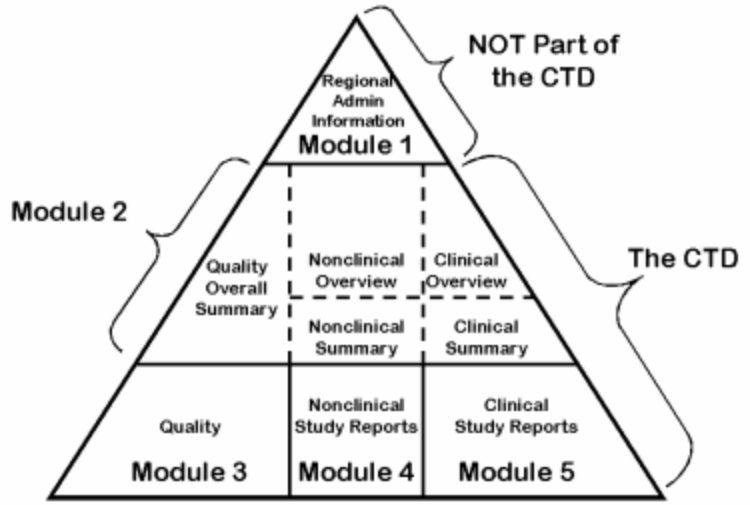 NOT Part of
the CTD
Regional
Admin
Information
Module 1
Module 2
The CTD
Quality
Overall
Summary
Nonclinical
Overview
Clinical
Overview
Nonclinical
Summary
Clinical
Summary
Quality
Module 3
Nonclinical
Study Reports
Module 4
Clinical
Study Reports
Module 5